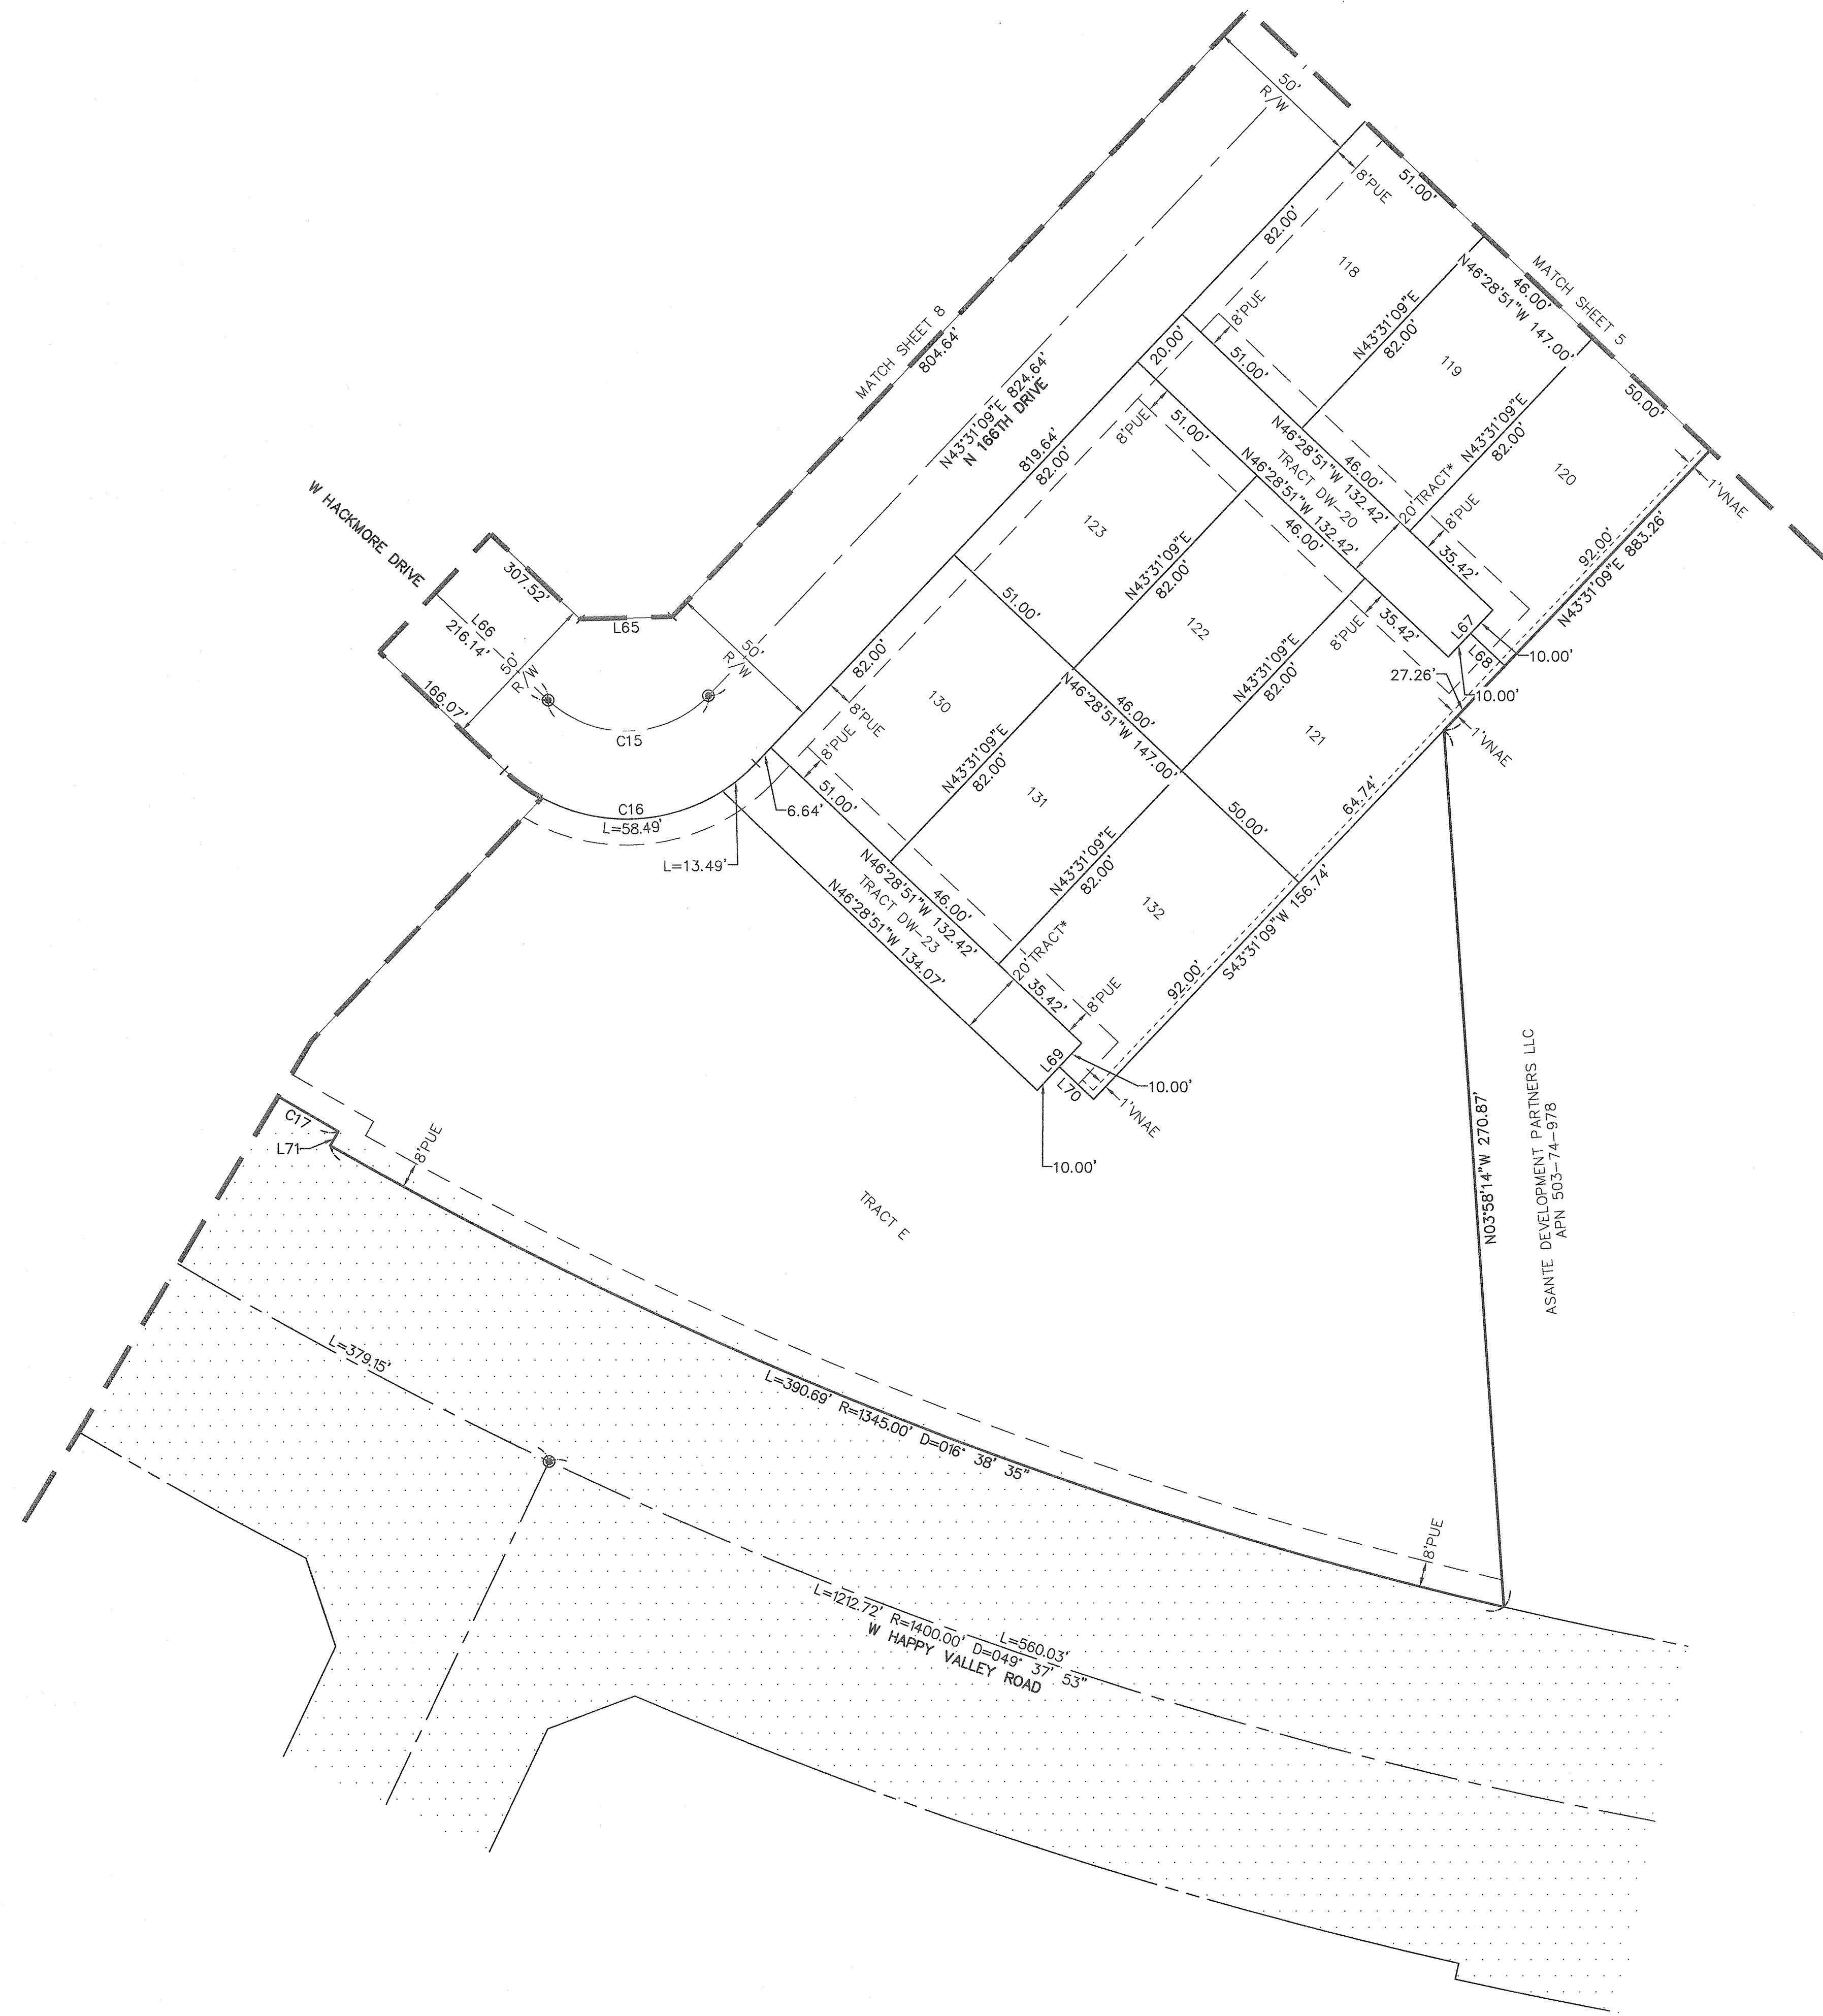 50'
R/W
8'PUE
51.00'
82.00'
118
MATCH SHEET 5
N46°28'51"W 147.00'
46.00'
N43°31'09"E
82.00'
119
50.00'
8'PUE
MATCH SHEET 8
804.64'
20.00'
51.00'
N43°31'09"E 824.64'
N 166TH DRIVE
N46°28'51"W 132.42'
46.00'
TRACT DW-20
N43°31'09"E
82.00'
120
1'VNAE
8'PUE
51.00'
N46°28'51"W 132.42'
20' TRACT*
8'PUE
819.64'
82.00'
123
46.00'
35.42'
92.00'
N43°31'09"E 883.26'
W HACKMORE DRIVE
307.52'
L65
L66
216.14'
50'
R/W
50'
R/W
N43°31'09"E
82.00'
51.00'
122
8'PUE
35.42'
L67
L68
10.00'
27.26'
10.00'
166.07'
C15
82.00'
130
8'PUE
N46°28'51"W 147.00'
46.00'
N43°31'09"E
82.00'
121
1'VNAE
8'PUE
C16
L=58.49'
6.64'
L=13.49'
51.00'
N43°31'09"E
82.00'
131
50.00'
64.74'
N46°28'51"W 132.42'
46.00'
TRACT DW-23
N46°28'51"W 134.07'
N43°31'09"E
82.00'
132
S43°31'09"W 156.74'
92.00'
20' TRACT*
35.42'
8'PUE
L69
L70
10.00'
1'VNAE
10.00'
N03°58'14"W 270.87'
ASANTE DEVELOPMENT PARTNERS LLC
APN 503-74-978
C17
L71
8'PUE
TRACT E
L=379.15'
L=390.69' R=1345.00' D=016° 38' 35"
8'PUE
L=560.03'
L=1212.72' R=1400.00' D=049° 37' 53"
W HAPPY VALLEY ROAD